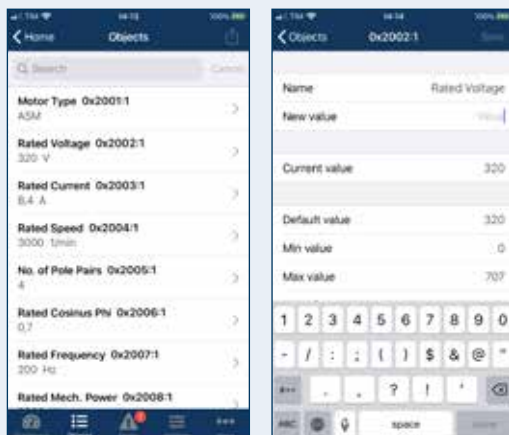 Home
Objects
Search
Cancel
Motor Type 0x2001:1
ASM
Rated Voltage 0x2002:1
320 V
Rated Current 0x2003:1
8,4 A
Rated Speed 0x2004:1
3000 1/min
No. of Pole Pairs 0x2005:1
4
Rated Cosinus Phi 0x2006:1
0,7
Rated Frequency 0x2007:1
200 Hz
Rated Mech. Power 0x2008:1
Objects
0x2002:1
Save
Name Rated Voltage
New value Value
Current value 320
Default value 320
Min value 0
Max value 707
1 2 3 4 5 6 7 8 9 0
- / : ; ( ) $ & @ "
#+= . , ? ! '
ABC space